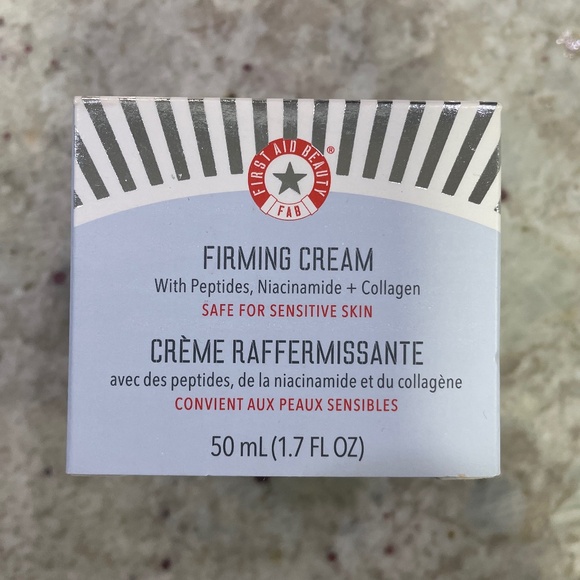 FIRST AID BEAUTY®
FAB
FIRMING CREAM
With Peptides, Niacinamide + Collagen
SAFE FOR SENSITIVE SKIN
CRÈME RAFFERMISSANTE
avec des peptides, de la niacinamide et du collagène
CONVIENT AUX PEAUX SENSIBLES
50 mL (1.7 FL OZ)